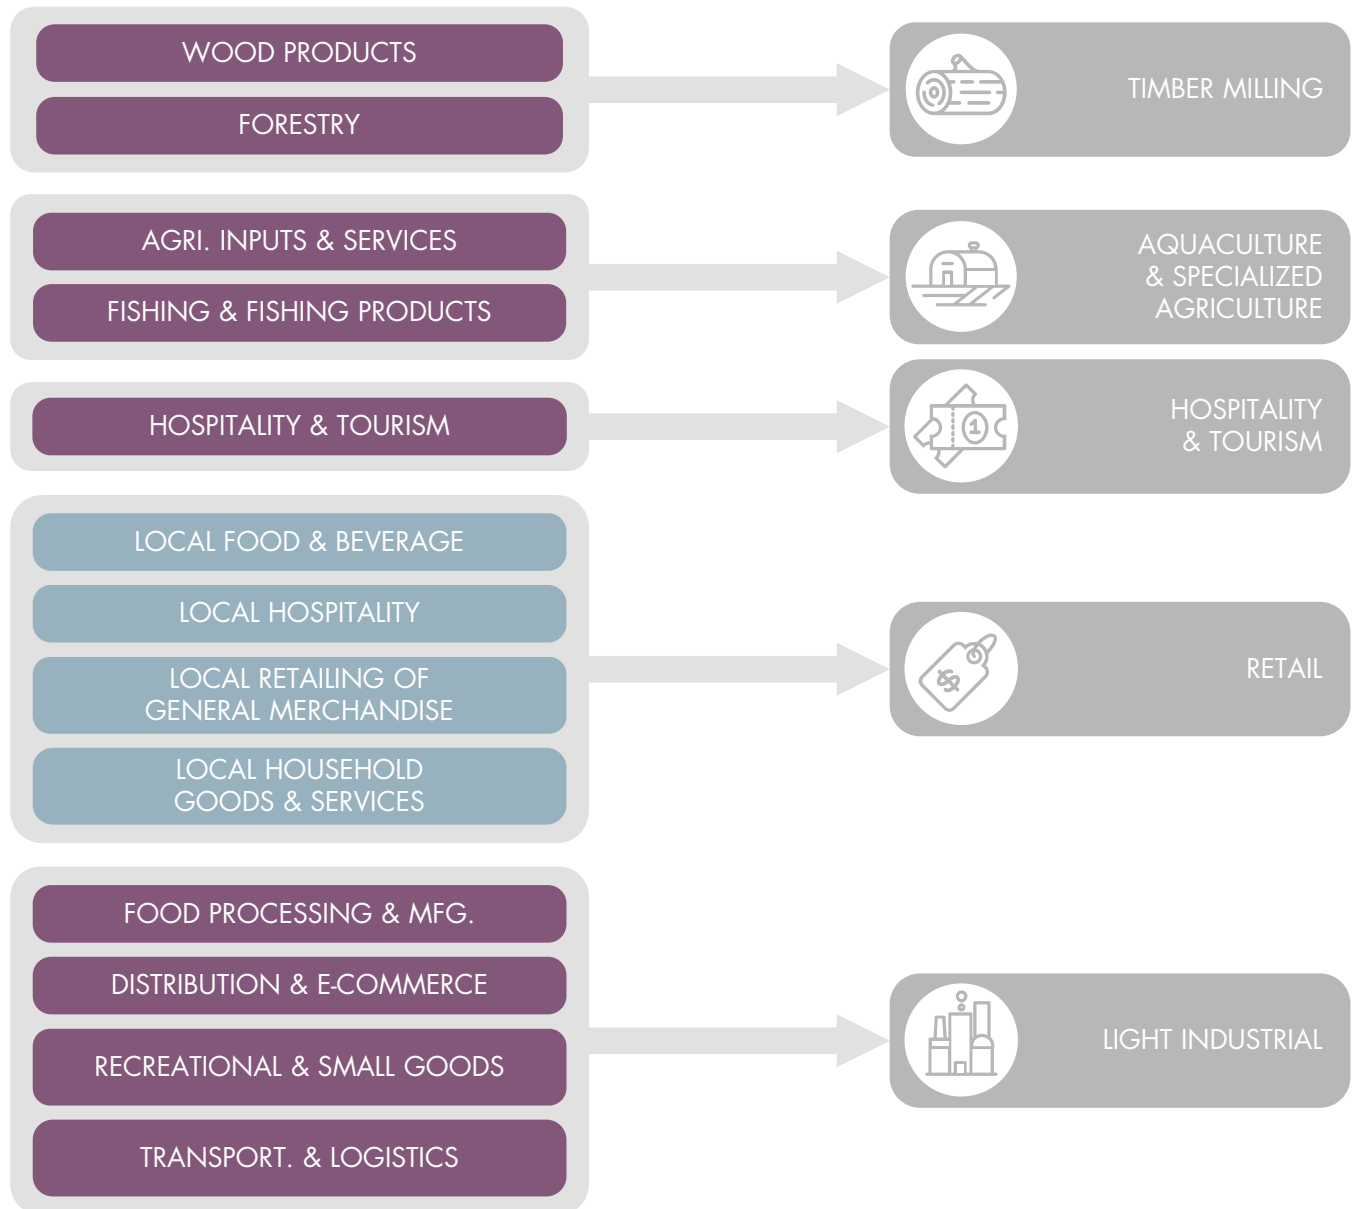 WOOD PRODUCTS
FORESTRY
TIMBER MILLING
AGRI. INPUTS & SERVICES
FISHING & FISHING PRODUCTS
AQUACULTURE
& SPECIALIZED
AGRICULTURE
HOSPITALITY & TOURISM
HOSPITALITY
& TOURISM
1
LOCAL FOOD & BEVERAGE
LOCAL HOSPITALITY
LOCAL RETAILING OF
GENERAL MERCHANDISE
LOCAL HOUSEHOLD
GOODS & SERVICES
$
RETAIL
FOOD PROCESSING & MFG.
DISTRIBUTION & E-COMMERCE
RECREATIONAL & SMALL GOODS
TRANSPORT. & LOGISTICS
LIGHT INDUSTRIAL